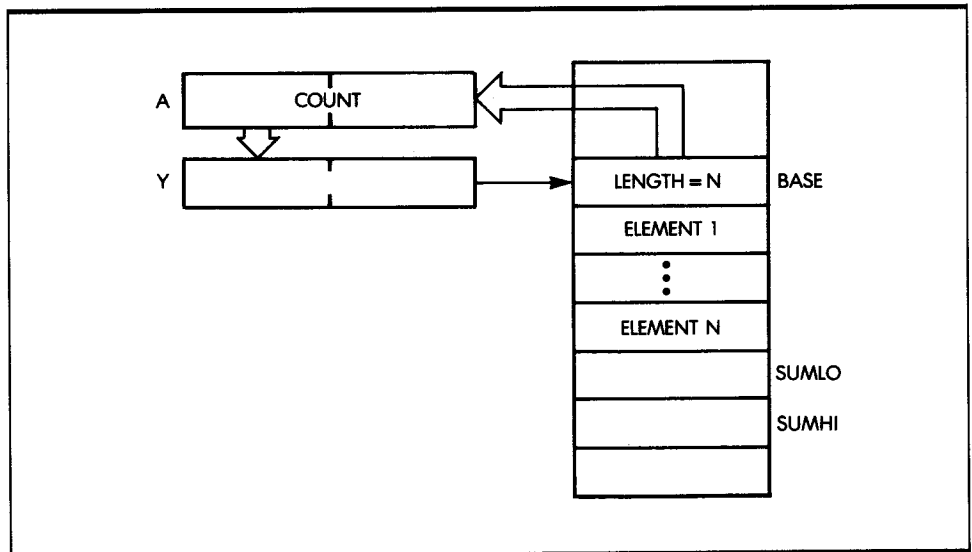 A
COUNT
Y
LENGTH = N
BASE
ELEMENT 1
ELEMENT N
SUMLO
SUMHI